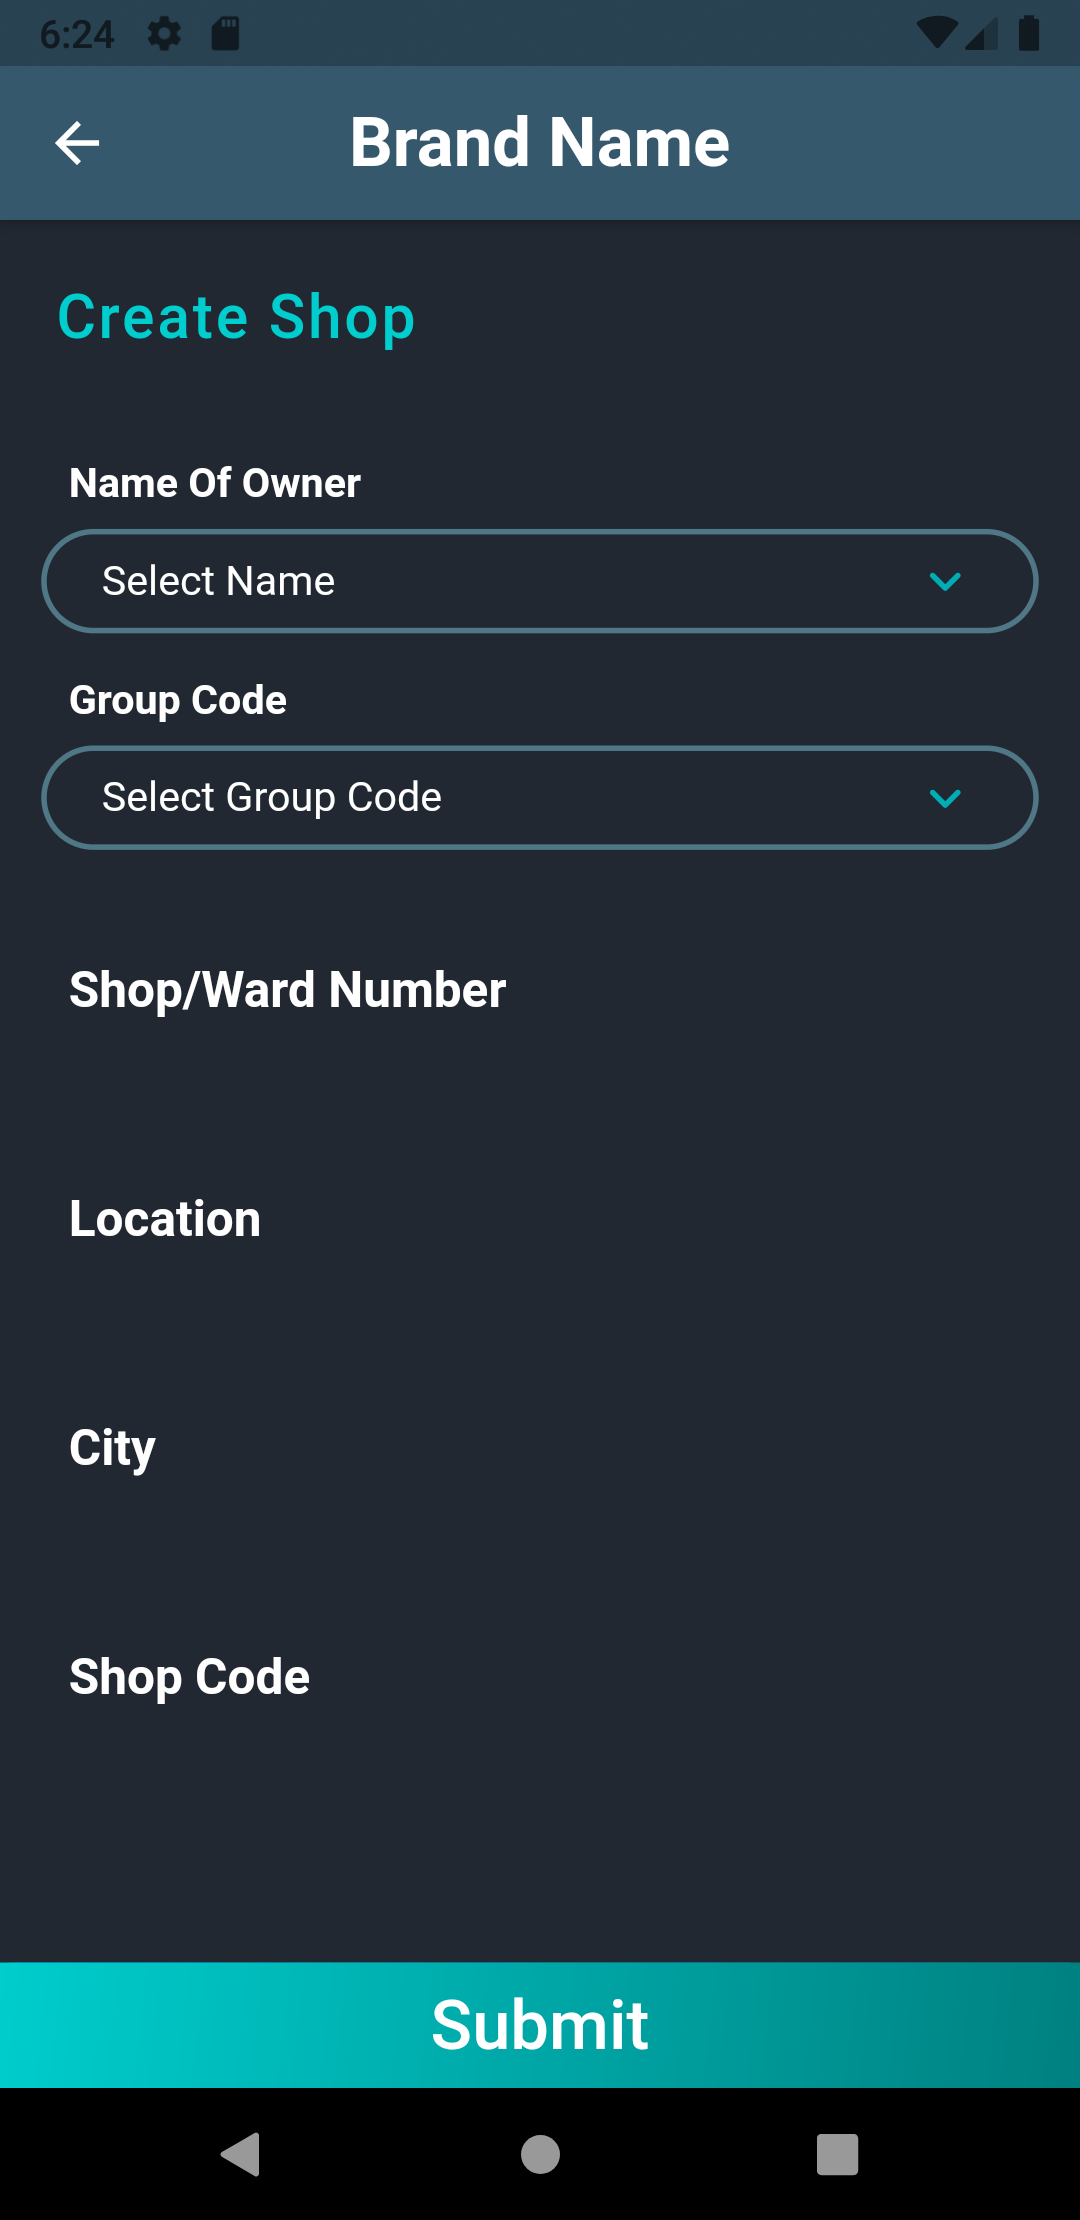 6:24
Brand Name
Create Shop
Name Of Owner
Select Name
Group Code
Select Group Code
Shop/Ward Number
Location
City
Shop Code
Submit